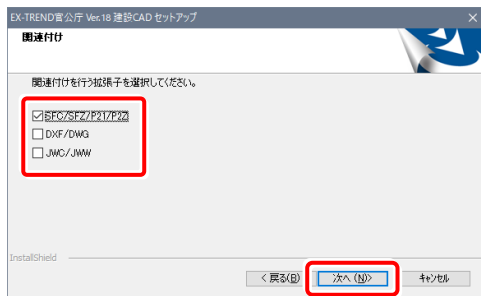 EX-TREND官公庁 Ver.18 建設CAD セットアップ
関連付け
関連付けを行う拡張子を選択してください。
SFC/SFZ/P21/P2Z
DXF/DWG
JWC/JWW
InstallShield
< 戻る(B) 次へ (N)> キャンセル